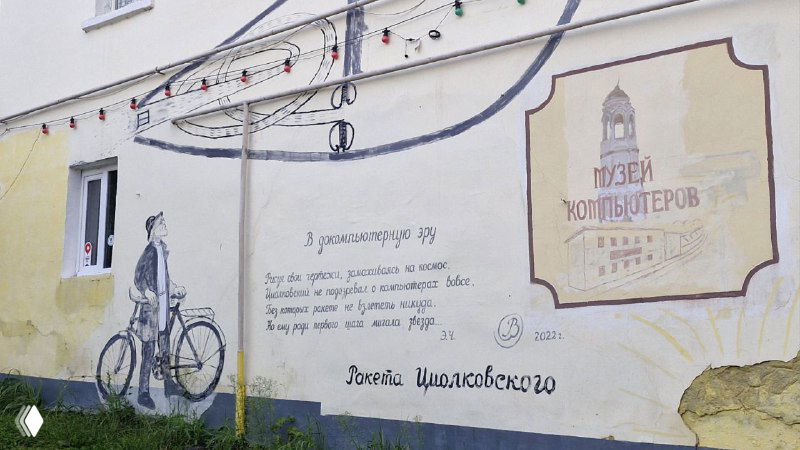 МУЗЕЙ
КОМПЬЮТЕРОВ
В докомпьютерную эру
Рисуя свои чертежи, замахиваясь на космос,
Циолковский не подозревал о компьютерах вовсе,
Без которых ракете не взлететь никуда.
Но ему ради первого шага мигала звезда...
Э.Ч.
В
2022 г.
Ракета Циолковского